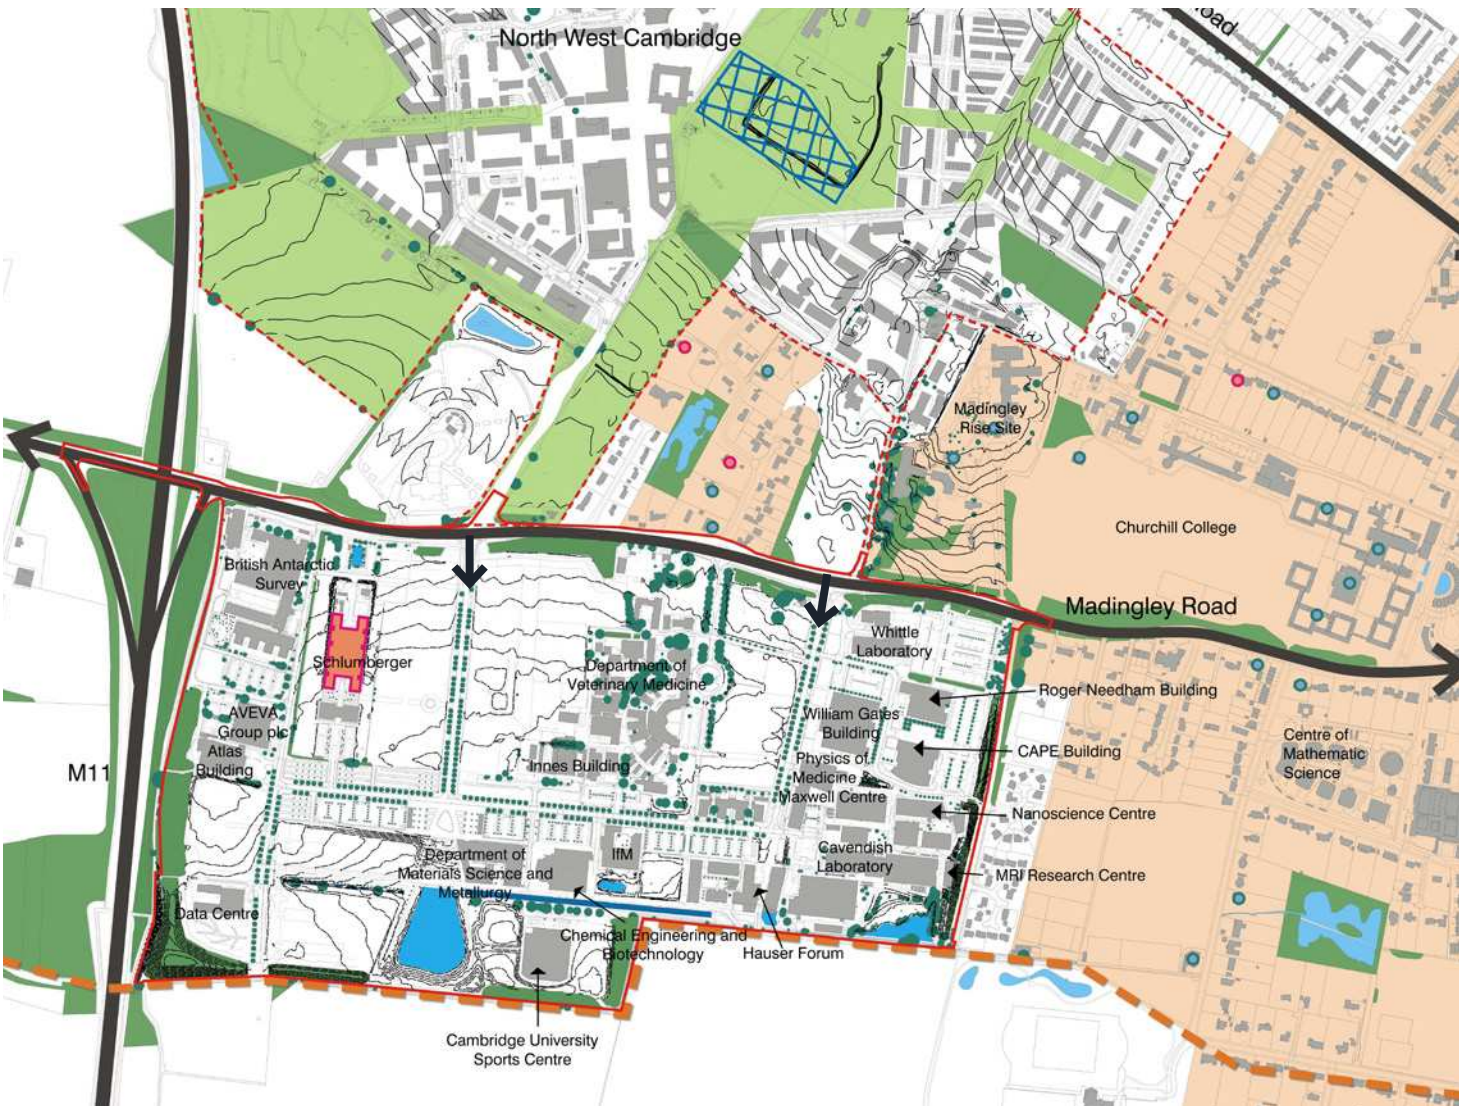 North West Cambridge
oad
Madingley
Rise Site
Churchill College
Madingley Road
British Antarctic
Survey
Schlumberger
Department of
Veterinary Medicine
Whittle
Laboratory
Roger Needham Building
AVEVA
Group plc
Atlas
Building
William Gates
Building
CAPE Building
Centre of
Mathematic
Science
M11
Innes Building
Physics of
Medicine &
Maxwell Centre
Nanoscience Centre
Department of
Materials Science and
Metallurgy
IfM
Cavendish
Laboratory
MRI Research Centre
Data Centre
Chemical Engineering and
Biotechnology
Hauser Forum
Cambridge University
Sports Centre